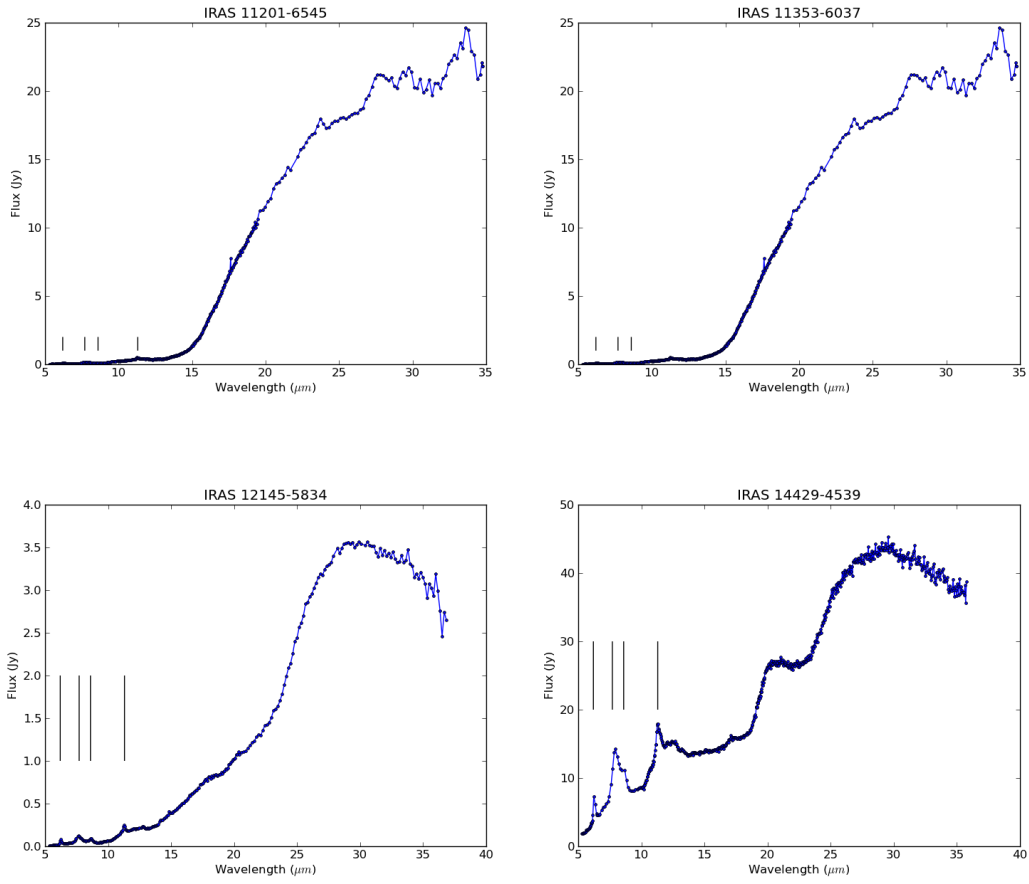 IRAS 11201-6545
25
20
15
10
5
0
Flux (Jy)
5 10 15 20 25 30 35
Wavelength (μm)
IRAS 11353-6037
25
20
15
10
5
0
Flux (Jy)
5 10 15 20 25 30 35
Wavelength (μm)
IRAS 12145-5834
4.0
3.5
3.0
2.5
2.0
1.5
1.0
0.5
0.0
Flux (Jy)
5 10 15 20 25 30 35 40
Wavelength (μm)
IRAS 14429-4539
50
40
30
20
10
0
Flux (Jy)
5 10 15 20 25 30 35 40
Wavelength (μm)